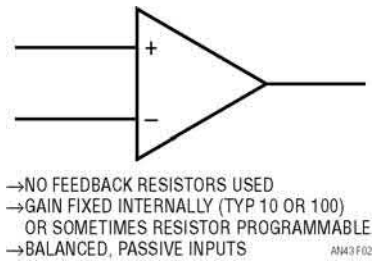 +
−
→NO FEEDBACK RESISTORS USED
→GAIN FIXED INTERNALLY (TYP 10 OR 100)
OR SOMETIMES RESISTOR PROGRAMMABLE
→BALANCED, PASSIVE INPUTS AN43 F02